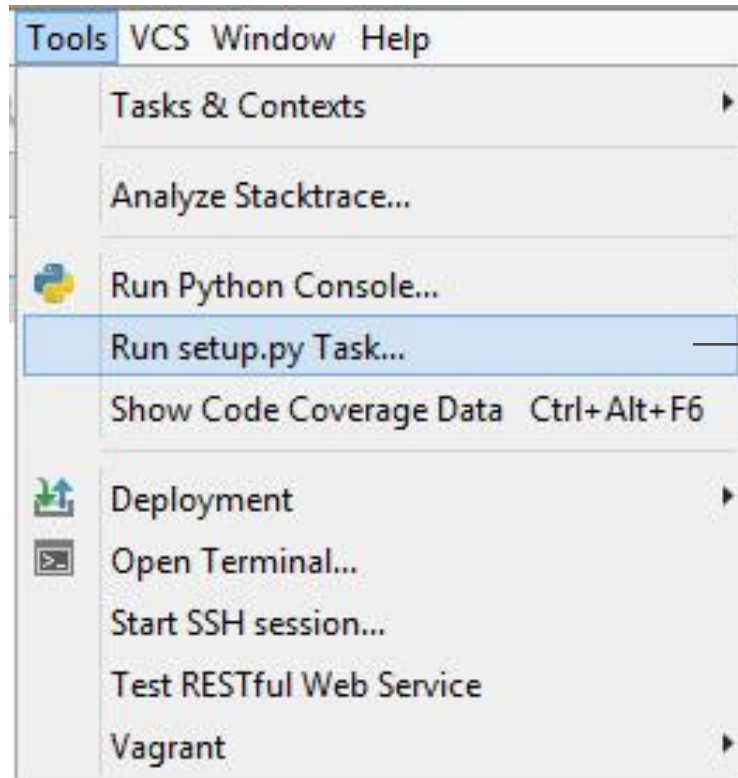 Tools VCS Window Help
Tasks & Contexts
Analyze Stacktrace...
Run Python Console...
Run setup.py Task...
Show Code Coverage Data Ctrl+Alt+F6
Deployment
Open Terminal...
Start SSH session...
Test RESTful Web Service
Vagrant